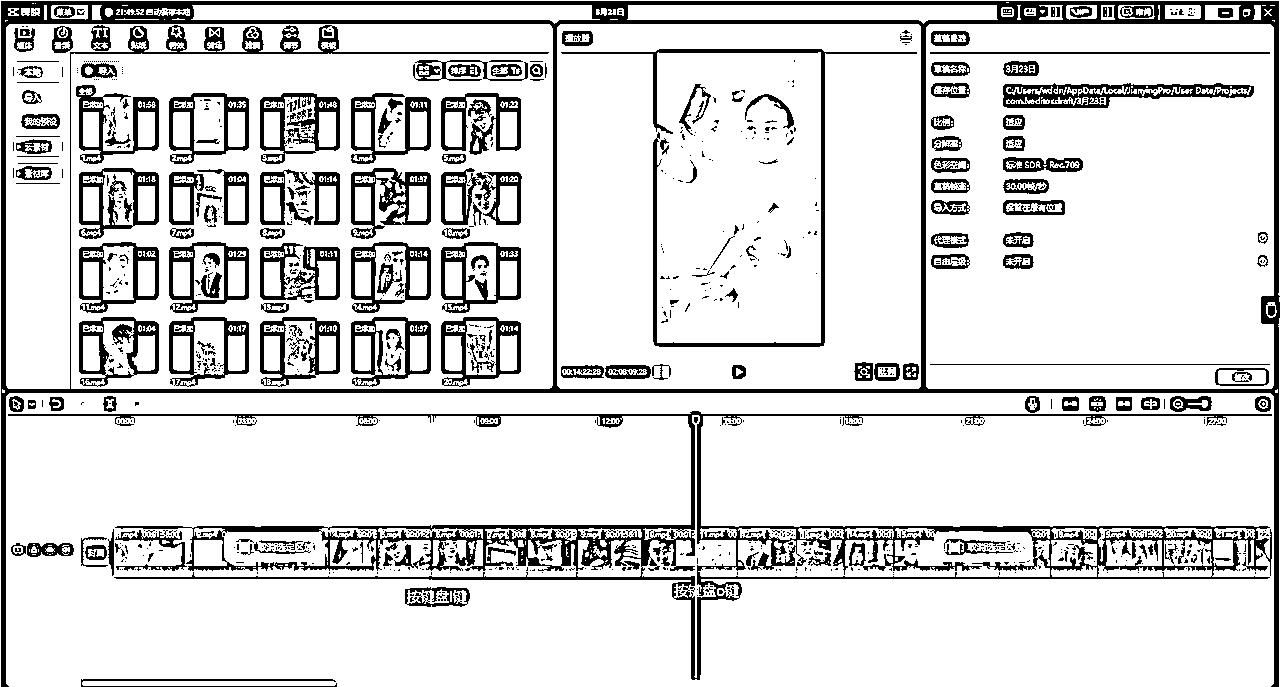 剪映 菜单 21:49:52 自动保存本地
3月23日
媒体 音频 文本 贴纸 特效 转场 滤镜 调节 模板
播放器
草稿参数
本地
导入
我的预设
云素材
素材库
导入
排序
全部
已添加 01:56 已添加 01:35 已添加 01:48 已添加 01:11 已添加 01:22
1.mp4 2.mp4 3.mp4 4.mp4 5.mp4
已添加 01:18 已添加 01:04 已添加 01:14 已添加 01:37 已添加 01:20
6.mp4 7.mp4 8.mp4 9.mp4 10.mp4
已添加 01:02 已添加 01:29 已添加 01:11 已添加 01:14 已添加 01:33
11.mp4 12.mp4 13.mp4 14.mp4 15.mp4
已添加 01:04 已添加 01:17 已添加 01:10 已添加 01:37 已添加 01:14
16.mp4 17.mp4 18.mp4 19.mp4 20.mp4
00:14:22:28 02:08:09:28
草稿名称: 3月23日
保存位置: C:/Users/wddn/AppData/Local/JianyingPro/User Data/Projects/
com.lveditor.draft/3月23日
比例: 适应
分辨率: 适应
色彩空间: 标准 SDR - Rec.709
草稿帧率: 30.00帧/秒
导入方式: 保留在原有位置
代理模式: 未开启
自由层级: 未开启
修改
00:00 03:00 06:00 09:00 12:00 15:00 18:00 21:00 24:00 27:00
封面
取消选定区域
取消选定区域
按键盘I键
按键盘O键